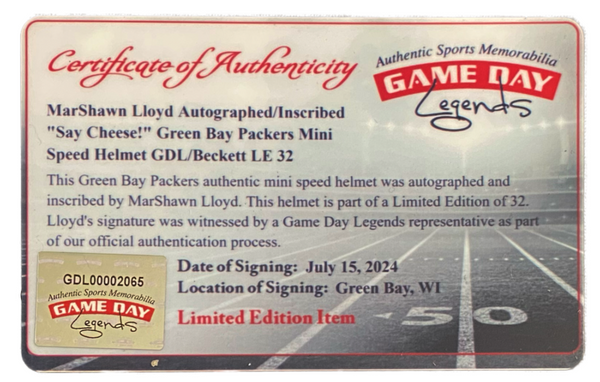 Certificate of Authenticity
Authentic Sports Memorabilia
GAME DAY
Legends
MarShawn Lloyd Autographed/Inscribed
"Say Cheese!" Green Bay Packers Mini
Speed Helmet GDL/Beckett LE 32
This Green Bay Packers authentic mini speed helmet was autographed and
inscribed by MarShawn Lloyd. This helmet is part of a Limited Edition of 32.
Lloyd's signature was witnessed by a Game Day Legends representative as part
of our official authentication process.
GDL00002065
Authentic Sports Memorabilia
GAME DAY
Legends
Date of Signing: July 15, 2024
Location of Signing: Green Bay, WI
Limited Edition Item
50